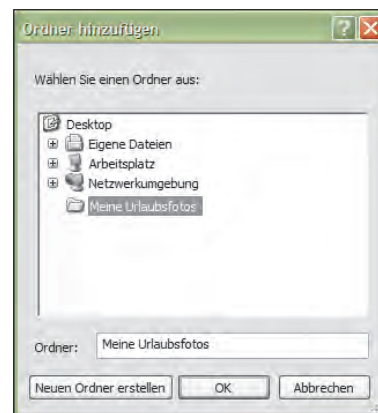 Ordner hinzufügen
Wählen Sie einen Ordner aus:
Desktop
Eigene Dateien
Arbeitsplatz
Netzwerkumgebung
Meine Urlaubsfotos
Ordner: Meine Urlaubsfotos
Neuen Ordner erstellen OK Abbrechen